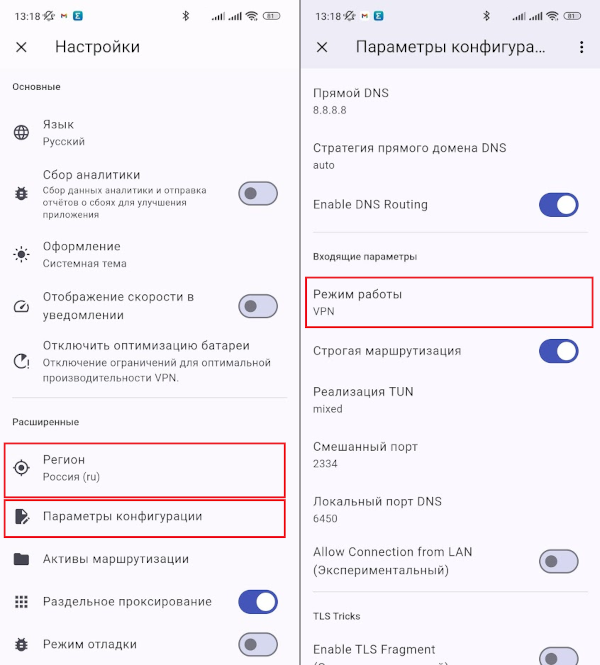 13:18
81
Настройки
Основные
Язык
Русский
Сбор аналитики
Сбор данных аналитики и отправка
отчётов о сбоях для улучшения
приложения
Оформление
Системная тема
Отображение скорости в
уведомлении
Отключить оптимизацию батареи
Отключение ограничений для оптимальной
производительности VPN.
Расширенные
Регион
Россия (ru)
Параметры конфигурации
Активы маршрутизации
Раздельное проксирование
Режим отладки
13:18
81
Параметры конфигура...
Прямой DNS
8.8.8.8
Стратегия прямого домена DNS
auto
Enable DNS Routing
Входящие параметры
Режим работы
VPN
Строгая маршрутизация
Реализация TUN
mixed
Смешанный порт
2334
Локальный порт DNS
6450
Allow Connection from LAN
(Экспериментальный)
TLS Tricks
Enable TLS Fragment